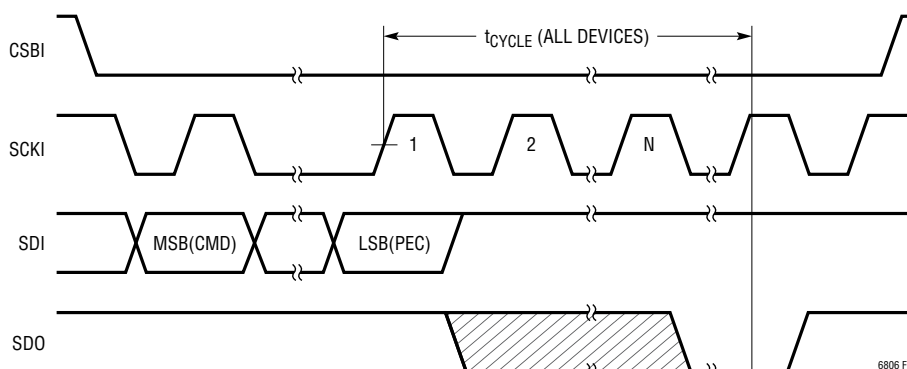 tCYCLE (ALL DEVICES)
CSBI
SCKI
1
2
N
SDI
MSB(CMD)
LSB(PEC)
SDO
6806 F